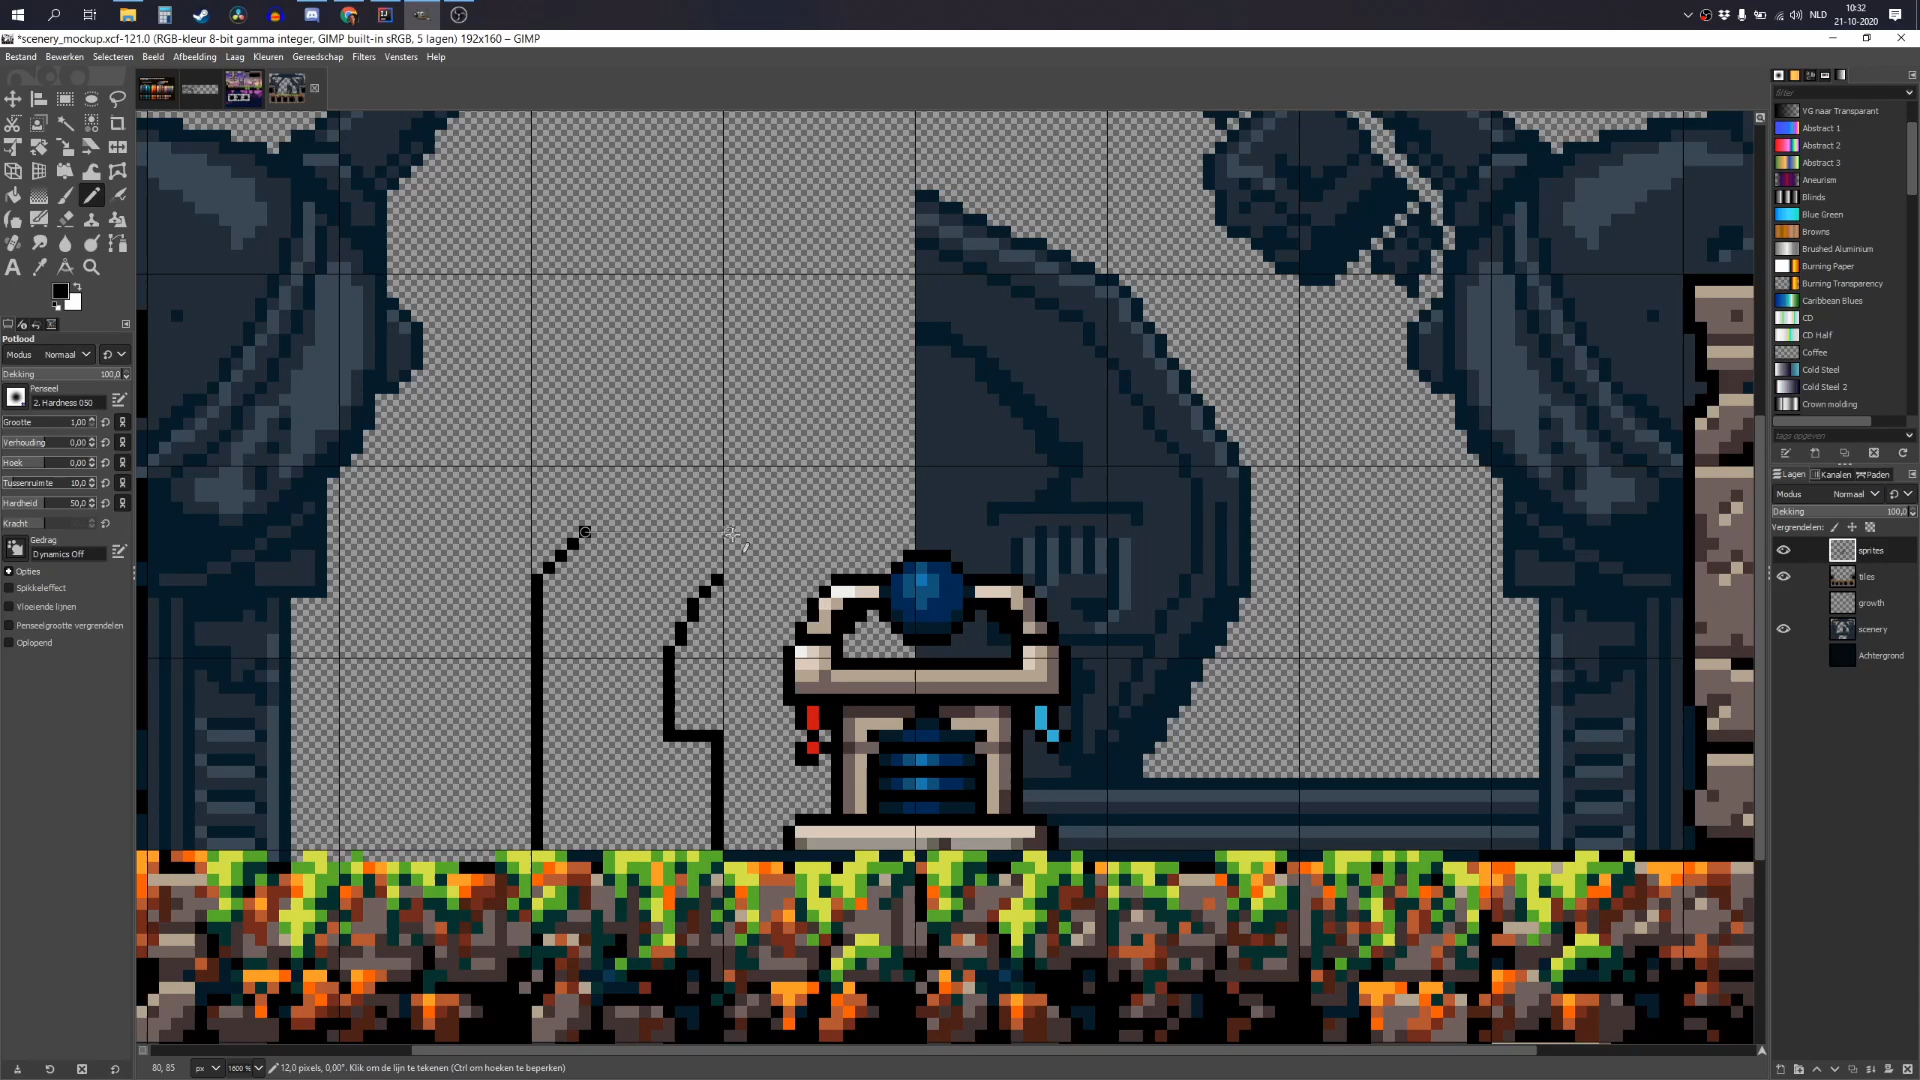 NLD
10:32
21-10-2020
*scenery_mockup.xcf-121.0 (RGB-kleur 8-bit gamma integer, GIMP built-in sRGB, 5 lagen) 192x160 – GIMP
Bestand Bewerken Selecteren Beeld Afbeelding Laag Kleuren Gereedschap Filters Vensters Help
Potlood
Modus Normaal
Dekking 100,0
Penseel
2. Hardness 050
Grootte 1,00
Verhouding 0,00
Hoek 0,00
Tussenruimte 10,0
Hardheid 50,0
Kracht
Gedrag
Dynamics Off
Opties
Spikkeleffect
Vloeiende lijnen
Penseelgrootte vergrendelen
Oplopend
filter
VG naar Transparant
Abstract 1
Abstract 2
Abstract 3
Aneurism
Blinds
Blue Green
Browns
Brushed Aluminium
Burning Paper
Burning Transparency
Caribbean Blues
CD
CD Half
Coffee
Cold Steel
Cold Steel 2
Crown molding
tags opgeven
Lagen Kanalen Paden
Modus Normaal
Dekking 100,0
Vergrendelen:
sprites
tiles
growth
scenery
Achtergrond
80, 85 px 1600 % 12,0 pixels, 0,00°. Klik om de lijn te tekenen (Ctrl om hoeken te beperken)